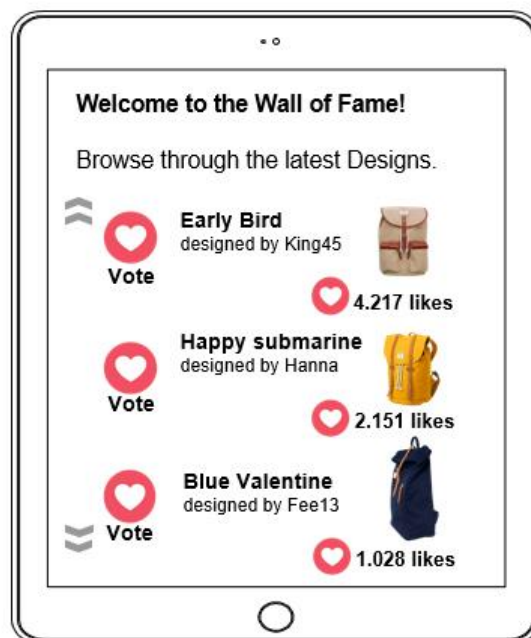 Welcome to the Wall of Fame!
Browse through the latest Designs.
Early Bird
designed by King45
Vote
4.217 likes
Happy submarine
designed by Hanna
Vote
2.151 likes
Blue Valentine
designed by Fee13
Vote
1.028 likes